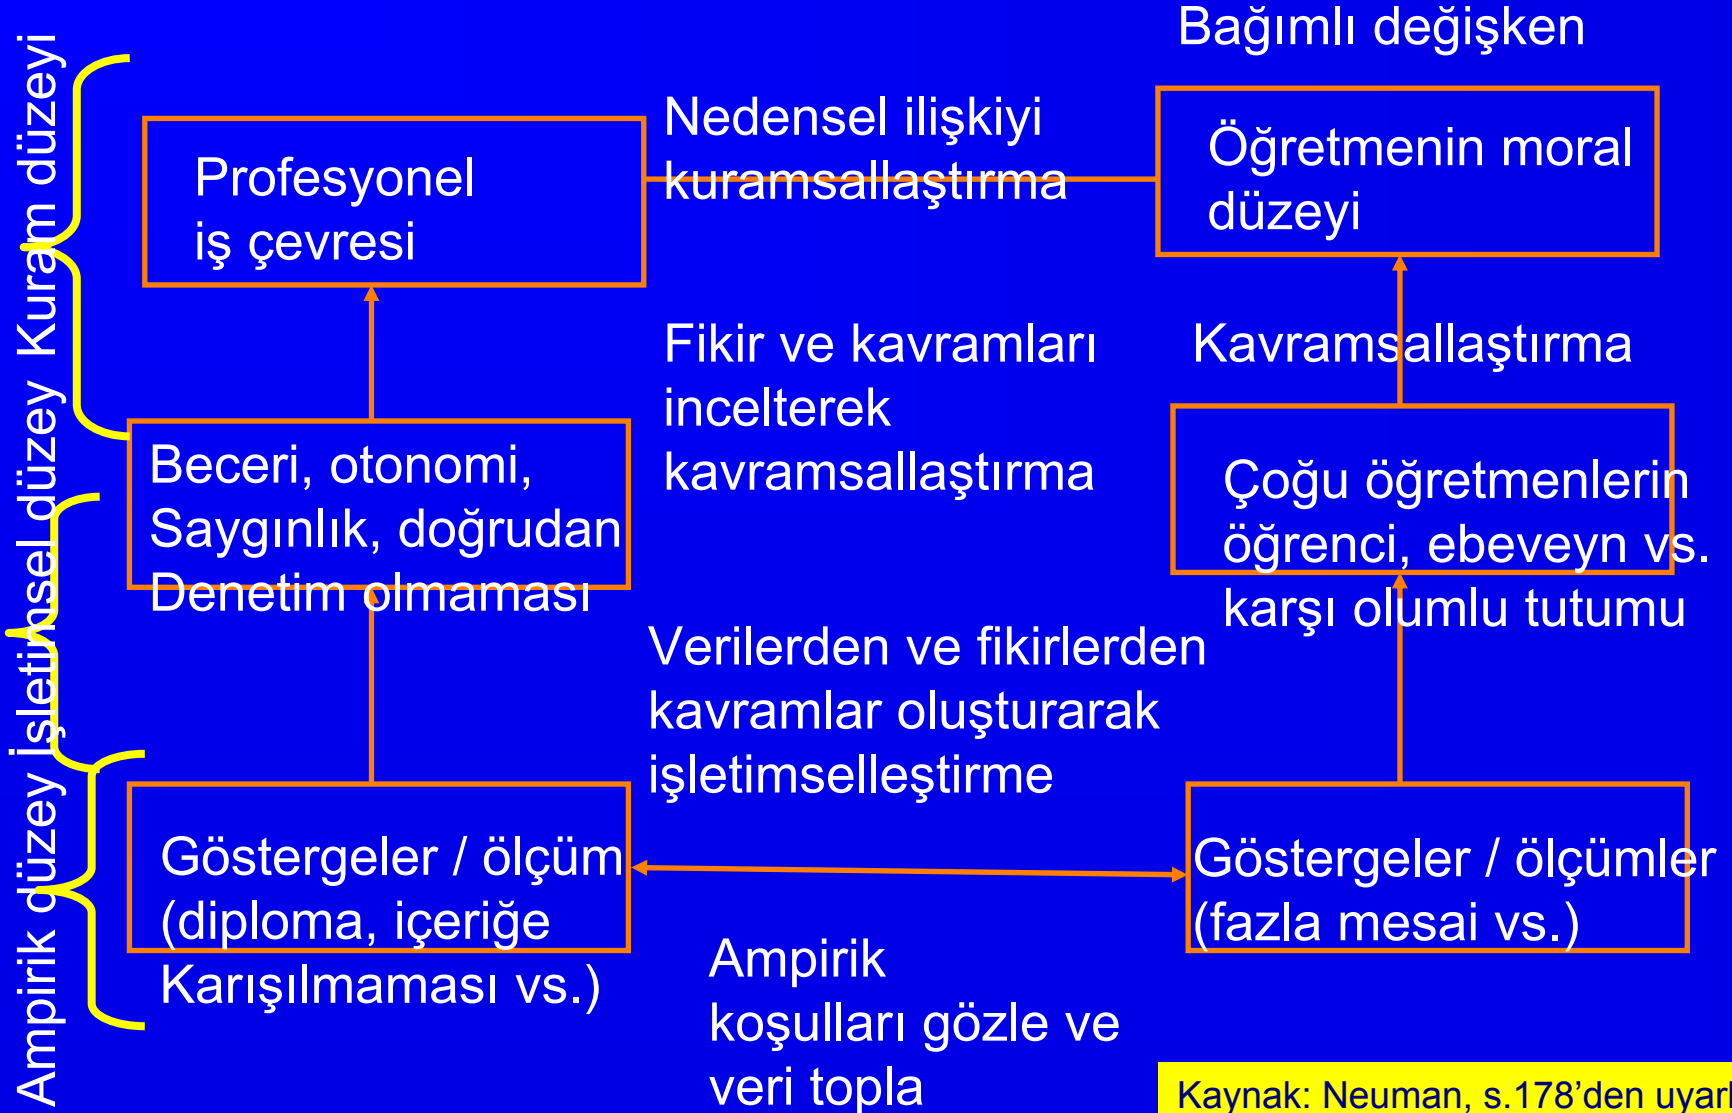 Bağımlı değişken
Kuram düzeyi
İşletimsel düzey
Ampirik düzey
Profesyonel
iş çevresi
Nedensel ilişkiyi
kuramsallaştırma
Öğretmenin moral
düzeyi
Fikir ve kavramları
incelterek
kavramsallaştırma
Kavramsallaştırma
Beceri, otonomi,
Saygınlık, doğrudan
Denetim olmaması
Çoğu öğretmenlerin
öğrenci, ebeveyn vs.
karşı olumlu tutumu
Verilerden ve fikirlerden
kavramlar oluşturarak
işletimselleştirme
Göstergeler / ölçüm
(diploma, içeriğe
Karışılmaması vs.)
Göstergeler / ölçümler
(fazla mesai vs.)
Ampirik
koşulları gözle ve
veri topla
Kaynak: Neuman, s.178’den